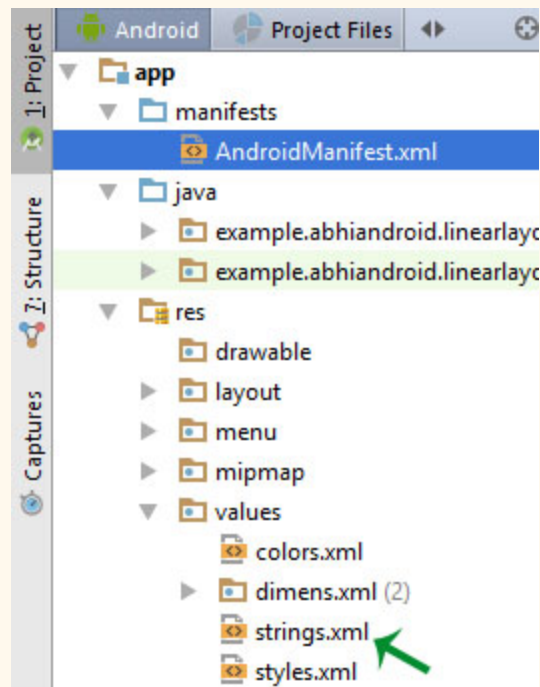 1: Project
7: Structure
Captures
Android
Project Files
app
manifests
AndroidManifest.xml
java
example.abhiandroid.linearlayo
example.abhiandroid.linearlayo
res
drawable
layout
menu
mipmap
values
colors.xml
dimens.xml (2)
strings.xml
styles.xml